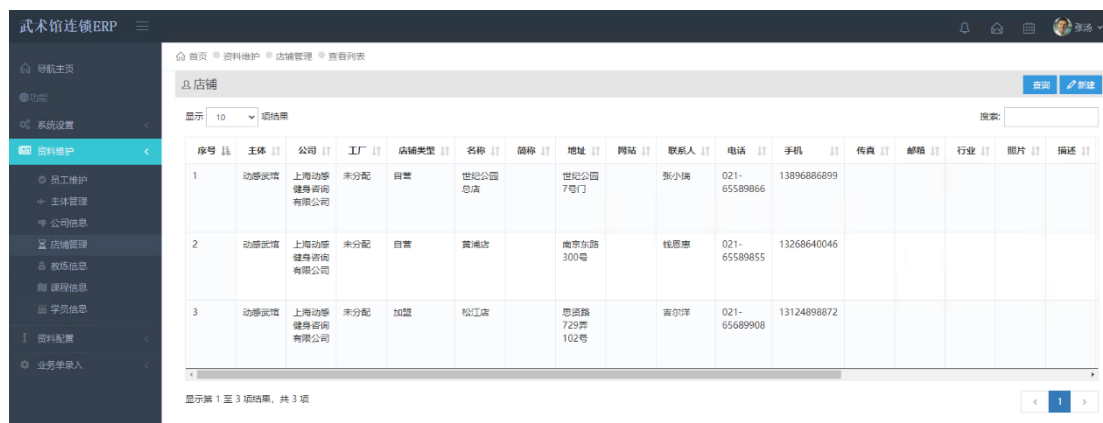 武术馆连锁ERP
张汤
导航主页
功能
系统设置
资料维护
员工维护
主体管理
公司信息
店铺管理
教练信息
课程信息
学员信息
资料配置
业务单录入
首页 资料维护 店铺管理 查看列表
店铺
查询 新建
显示 10 项结果 搜索:
序号 主体 公司 工厂 店铺类型 名称 简称 地址 网站 联系人 电话 手机 传真 邮箱 行业 照片 描述
1 动感武馆 上海动感 未分配 自营 世纪公园 世纪公园 张小瑞 021- 13896886899
健身咨询 总店 7号门 65589866
有限公司
2 动感武馆 上海动感 未分配 自营 黄浦店 南京东路 钱恩惠 021- 13268640046
健身咨询 300号 65589855
有限公司
3 动感武馆 上海动感 未分配 加盟 松江店 思贤路 吉尔洋 021- 13124898872
健身咨询 729弄 65689908
有限公司 102号
显示第 1 至 3 项结果，共 3 项
1